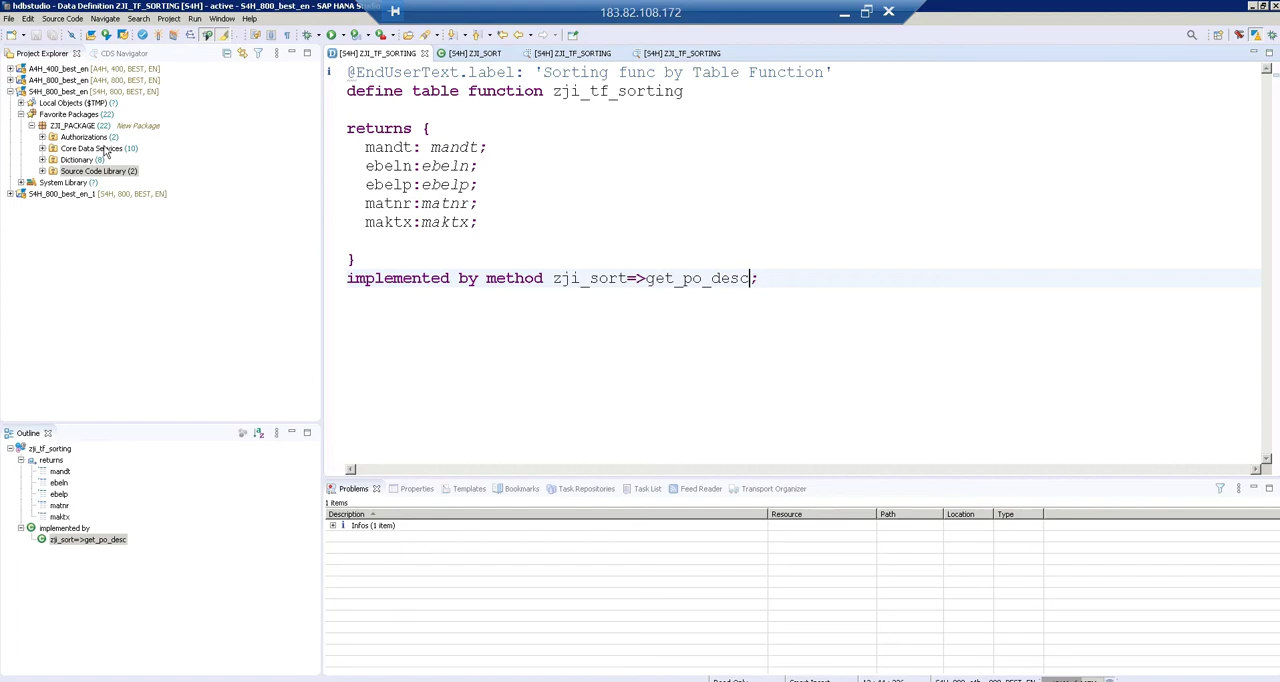 hdbstudio - Data Definition ZJI_TF_SORTING [S4H] - active - S4H_800_best_en - SAP HANA
183.82.108.172
File Edit Source Code Navigate Search Project Run Window Help
Project Explorer CDS Navigator
[S4H] ZJI_TF_SORTING [S4H] ZJI_SORT [S4H] ZJI_TF_SORTING [S4H] ZJI_TF_SORTING
A4H_400_best_en [A4H, 400, BEST, EN]
A4H_800_best_en [A4H, 800, BEST, EN]
S4H_800_best_en [S4H, 800, BEST, EN]
Local Objects ($TMP) (?)
Favorite Packages (22)
ZJI_PACKAGE (22) New Package
Authorizations (2)
Core Data Services (10)
Dictionary (8)
Source Code Library (2)
System Library (?)
S4H_800_best_en_1 [S4H, 800, BEST, EN]
@EndUserText.label: 'Sorting func by Table Function'
define table function zji_tf_sorting
returns {
mandt: mandt;
ebeln:ebeln;
ebelp:ebelp;
matnr:matnr;
maktx:maktx;
}
implemented by method zji_sort=>get_po_desc;
Outline
zji_tf_sorting
returns
mandt
ebeln
ebelp
matnr
maktx
implemented by
zji_sort=>get_po_desc
Problems Properties Templates Bookmarks Task Repositories Task List Feed Reader Transport Organizer
1 items
Description Resource Path Location Type
Infos (1 item)